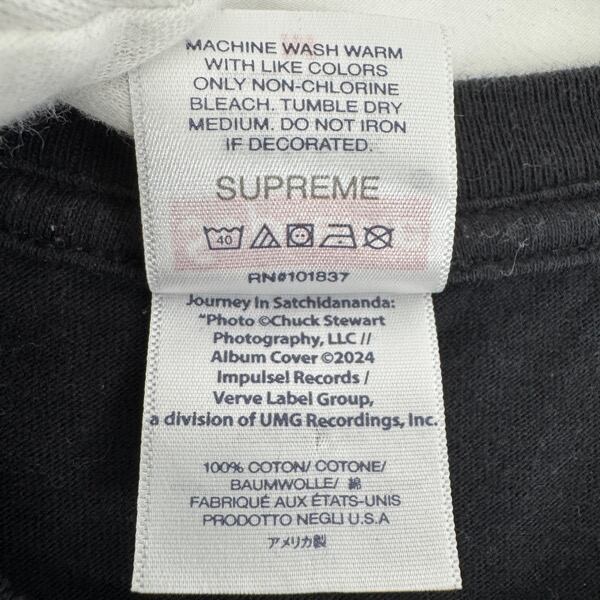 MACHINE WASH WARM
WITH LIKE COLORS
ONLY NON-CHLORINE
BLEACH. TUMBLE DRY
MEDIUM. DO NOT IRON
IF DECORATED.
SUPREME
40
RN#101837
Journey In Satchidananda:
“Photo ©Chuck Stewart
Photography, LLC //
Album Cover ©2024
Impulsel Records /
Verve Label Group,
a division of UMG Recordings, Inc.
100% COTON/ COTONE/
BAUMWOLLE/ 綿
FABRIQUÉ AUX ÉTATS-UNIS
PRODOTTO NEGLI U.S.A
アメリカ製